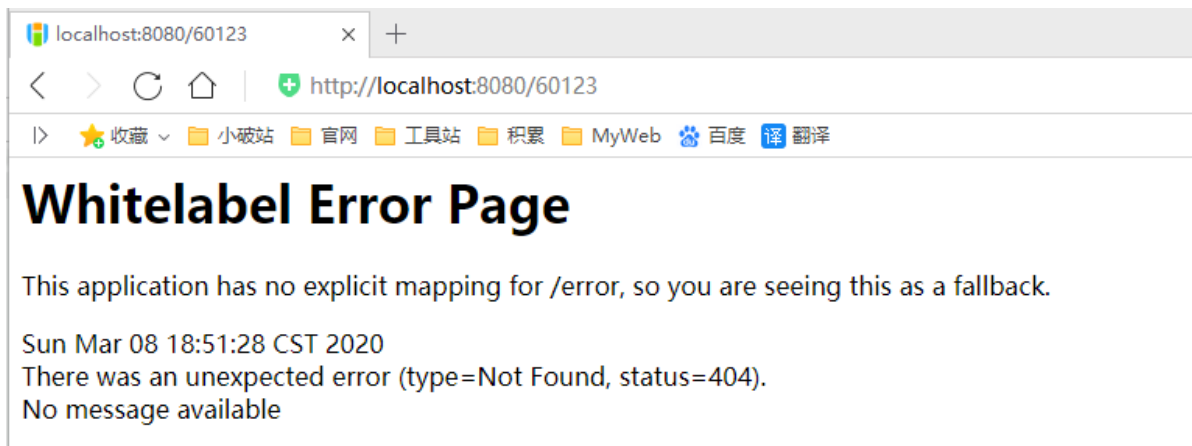 localhost:8080/60123
http://localhost:8080/60123
收藏 小破站 官网 工具站 积累 MyWeb 百度 译 翻译
Whitelabel Error Page
This application has no explicit mapping for /error, so you are seeing this as a fallback.
Sun Mar 08 18:51:28 CST 2020
There was an unexpected error (type=Not Found, status=404).
No message available